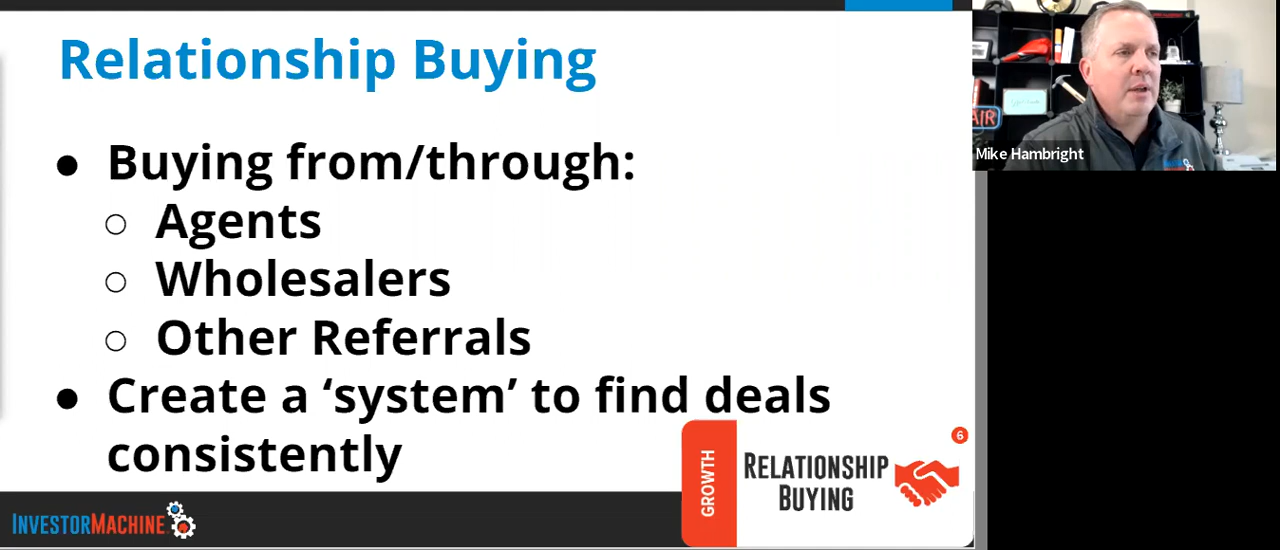 Relationship Buying
● Buying from/through:
○ Agents
○ Wholesalers
○ Other Referrals
● Create a ‘system’ to find deals
consistently
6
GROWTH
RELATIONSHIP
BUYING
INVESTORMACHINE
Mike Hambright
AIR